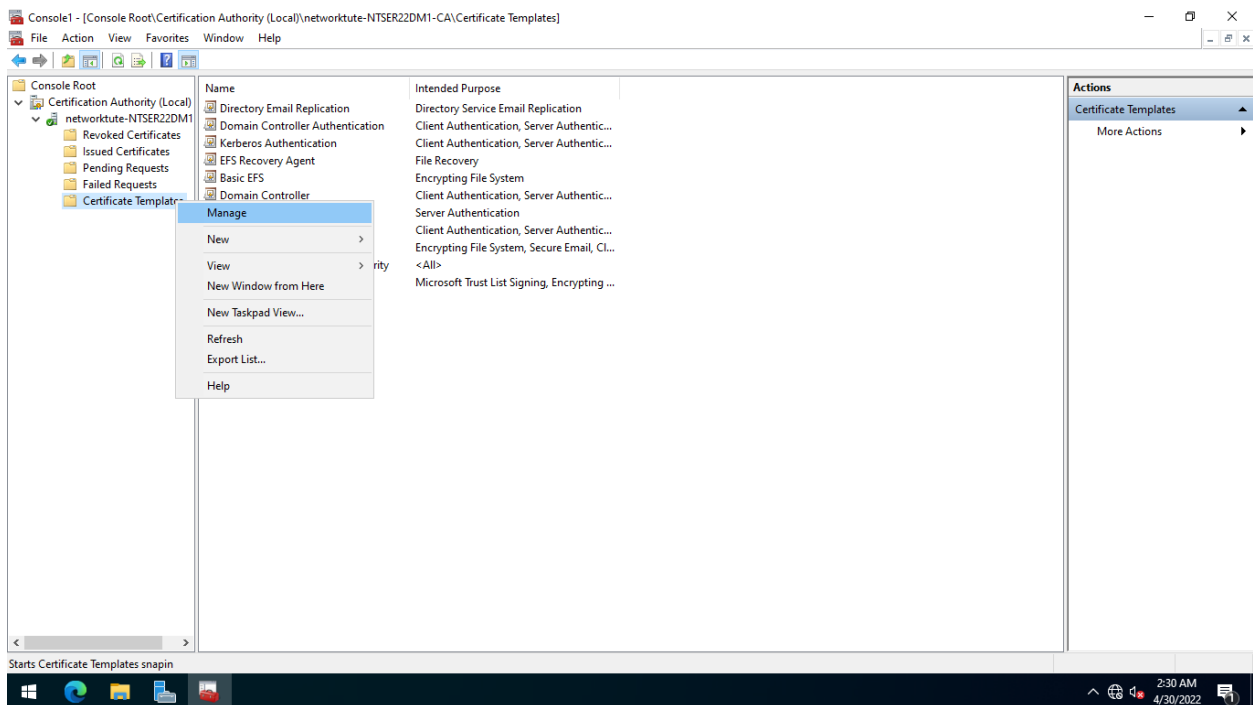 Console1 - [Console Root\Certification Authority (Local)\networktute-NTSER22DM1-CA\Certificate Templates]
File Action View Favorites Window Help
Console Root
Certification Authority (Local)
networktute-NTSER22DM1
Revoked Certificates
Issued Certificates
Pending Requests
Failed Requests
Certificate Templates
Name Intended Purpose
Directory Email Replication Directory Service Email Replication
Domain Controller Authentication Client Authentication, Server Authentic...
Kerberos Authentication Client Authentication, Server Authentic...
EFS Recovery Agent File Recovery
Basic EFS Encrypting File System
Domain Controller Client Authentication, Server Authentic...
Server Authentication
Client Authentication, Server Authentic...
Encrypting File System, Secure Email, Cl...
rity <All>
Microsoft Trust List Signing, Encrypting ...
Manage
New
View
New Window from Here
New Taskpad View...
Refresh
Export List...
Help
Actions
Certificate Templates
More Actions
Starts Certificate Templates snapin
2:30 AM
4/30/2022
1